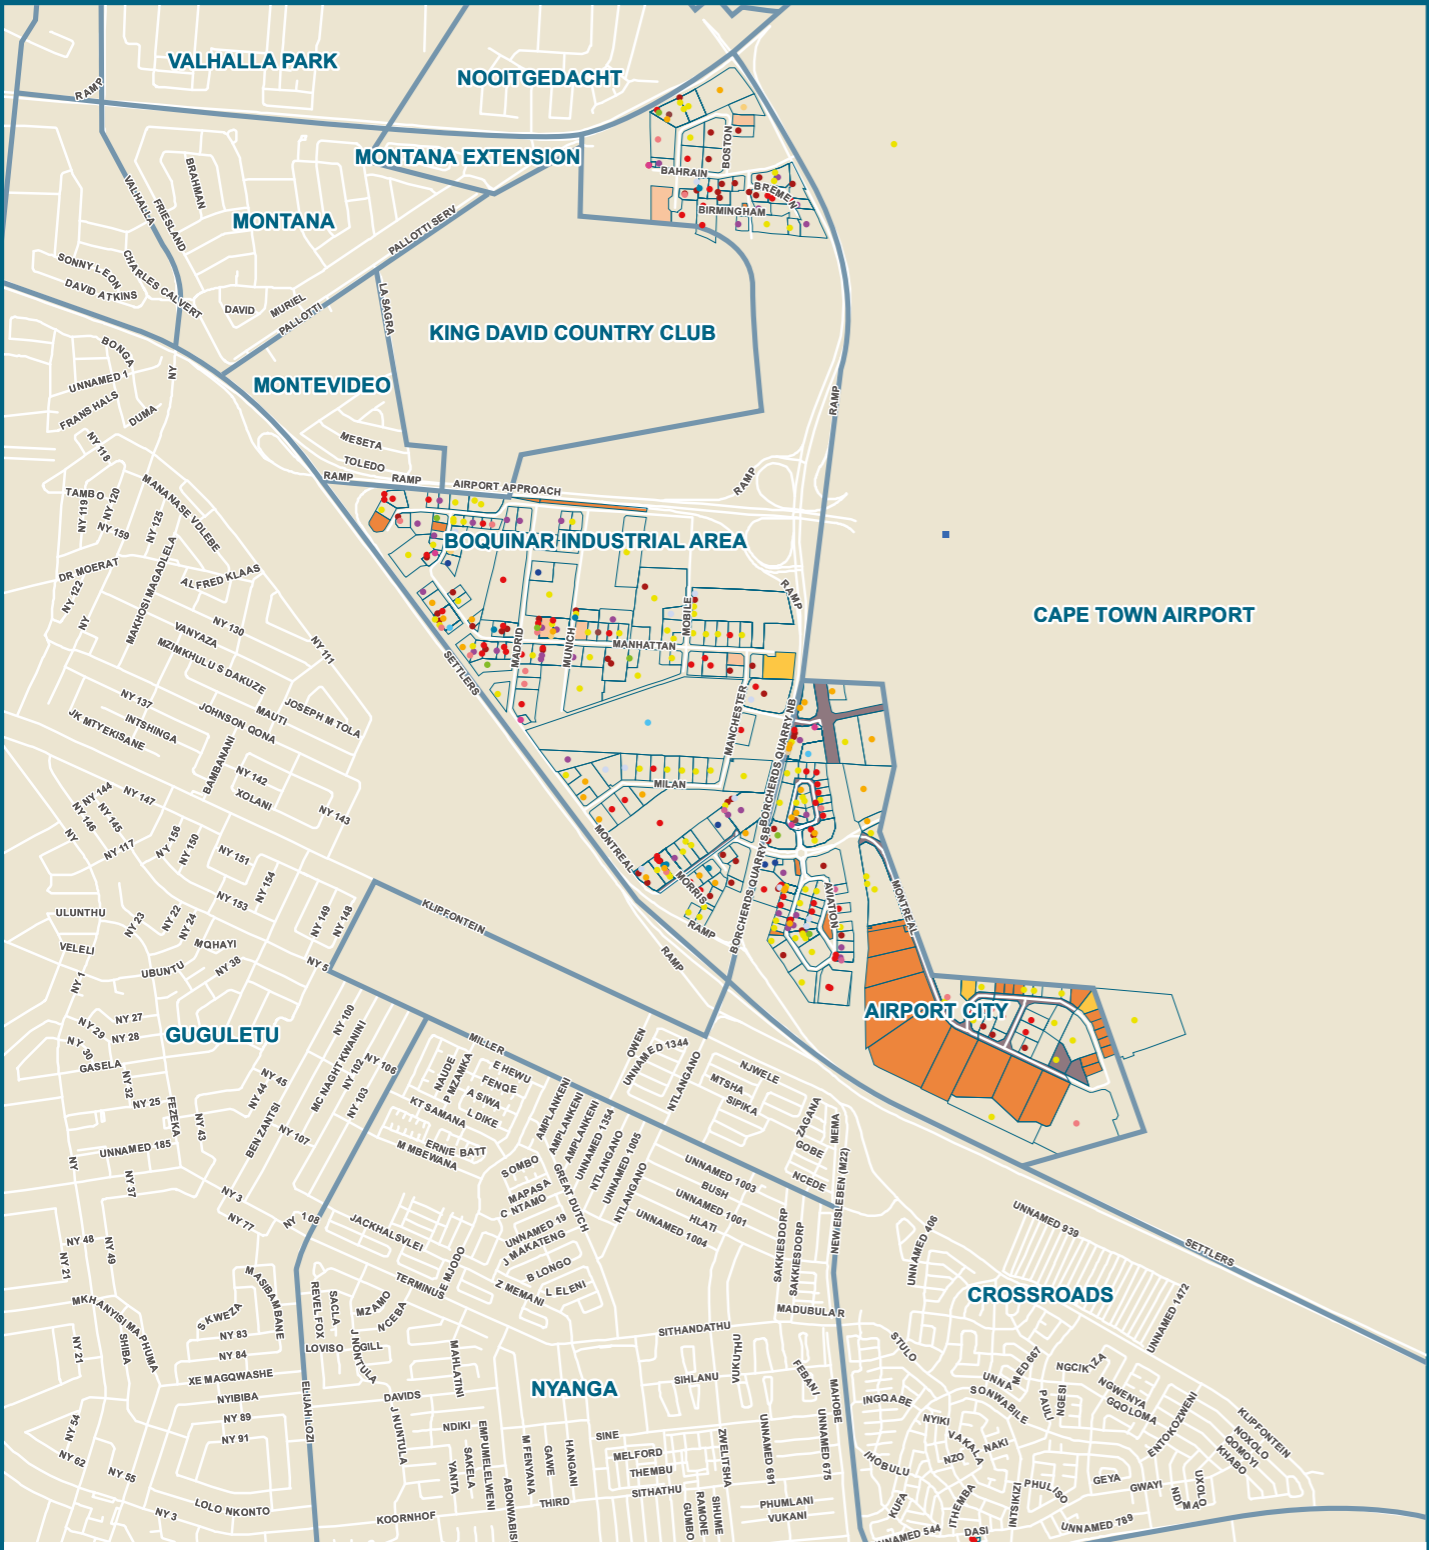 VALHALLA PARK
NOOITGEDACHT
RAMP
MONTANA EXTENSION
BOSTON
BAHRAIN
BREMEN
BIRMINGHAM
BRAHMAN
VALHALLA
FRIESLAND
MONTANA
PALLOTTI SERV
SONNY LEON
CHARLES CALVERT
DAVID ATKINS
DAVID
MURIEL
PALLOTTI
LA SAGRA
KING DAVID COUNTRY CLUB
BONGA
NY
UNNAMED 1
MONTEVIDEO
FRANS HALS
DUMA
RAMP
NY 118
MESETA
TOLEDO
RAMP
RAMP
AIRPORT APPROACH
RAMP
TAMBO
NY 119
NY 120
MANANASE VDLEBE
NY 159
NY 125
BOQUINAR INDUSTRIAL AREA
DR MOERAT
MAKHOSI MAGADLELA
ALFRED KLAAS
NY 122
NY
RAMP
CAPE TOWN AIRPORT
VANYAZA
NY 130
MZIMKHULU S DAKUZE
NY 111
MADRID
MUNICH
MOBILE
MANHATTAN
SETTLERS
NY 137
JK MTYEKISANE
INTSHINGA
JOHNSON QONA
MAUTI
JOSEPH M TOLA
MANCHESTER
BORCHERDS QUARRY NB
BAMBANANI
NY 142
XOLANI
MILAN
NY 144
NY 147
NY 143
NY 146
NY 145
NY
NY 117
NY 156
NY 150
NY 151
MONTREAL
NY 154
MORRIS
BORCHERDS QUARRY SB
AVIATION
MONTREAL
NY 153
ULUNTHU
NY 23
NY 22
NY 24
NY 149
NY 148
KLIPFONTEIN
RAMP
VELELI
MQHAYI
NY 5
RAMP
NY 1
UBUNTU
NY 38
AIRPORT CITY
NY 29
NY 27
NY 28
NY 30
GASELA
GUGULETU
NY 100
MC NAGHT KWANINI
NY 102
NY 106
NY 103
MILLER
OWEN
UNNAMED 1344
NTLANGANO
NAUDE
P MZAMKA
E HEWU
FENQE
A SIWA
L DIKE
KT SAMANA
NJWELE
MTSHA
SIPIKA
NY 32
NY 25
FEZEKA
NY 43
NY 44
NY 45
BEN ZANTSI
NY 107
UNNAMED 185
NY
NY 37
ERNIE BATT
M MBEWANA
AMPLANKENI
AMPLANKENI
AMPLANKENI
UNNAMED 1354
NTLANGANO
UNNAMED 1005
NTLANGANO
ZAGANA
GOBE
MEMA
NCEDE
SOMBO
MAPASA
C NTAMO
GREAT DUTCH
UNNAMED 1003
BUSH
UNNAMED 1001
HLATI
UNNAMED 1004
NEW EISLEBEN (M22)
NY 3
NY 77
NY 108
JACKHALSVLEI
UNNAMED 19
J MAKATENG
B LONGO
L ELENI
Z MEMANI
SAKKIESDORP
SAKKIESDORP
UNNAMED 406
UNNAMED 939
SETTLERS
NY 48
NY 49
NY 21
MASIBAMBANE
TERMINUS
SE MJODO
MADUBULA R
CROSSROADS
UNNAMED 1472
MKHANYISI MA PHUMA
S KWEZA
REVEL FOX
SACLA
MZAMO
NCEBA
NY 83
NY 84
SHIBA
NY 21
LOVISO
J NONTULA
GILL
MAHLATINI
SITHANDATHU
VUKUTHU
STULO
UNNAMED 667
NGCIKIZA
XE MAGQWASHE
NYIBIBA
NY 89
NY 91
ELIJAH LOZI
DAVIDS
J NUNTULA
NYANGA
SIHLANU
FEBANI
MAHOBE
INGQABE
SONWABILE
PAULI
NGESI
NGWENYA
GQOLOMA
ENTOKOZWENI
NY 54
NY 62
NY 55
NDIKI
YANTA
SAKELA
EMPUMELELWENI
M FENYANA
GAWE
HANGANI
SINE
MELFORD
THEMBU
SITHATHU
ZWELITSHA
UNNAMED 691
UNNAMED 675
NYIKI
VAKALA
NAKI
NZO
IHOBULU
KLIPFONTEIN
NOXOLO
QOMOYI
KHABO
NY 3
LOLO NKONTO
KOORNHOF
ABONWABISI
THIRD
GUMBO
RAMONE
SIHUME
PHUMLANI
VUKANI
KUFA
ITHEMBA
INTSIKIZI
PHULISO
GEYA
GWAYI
NDIMA
UXOLO
UNNAMED 544
DASI
UNNAMED 789